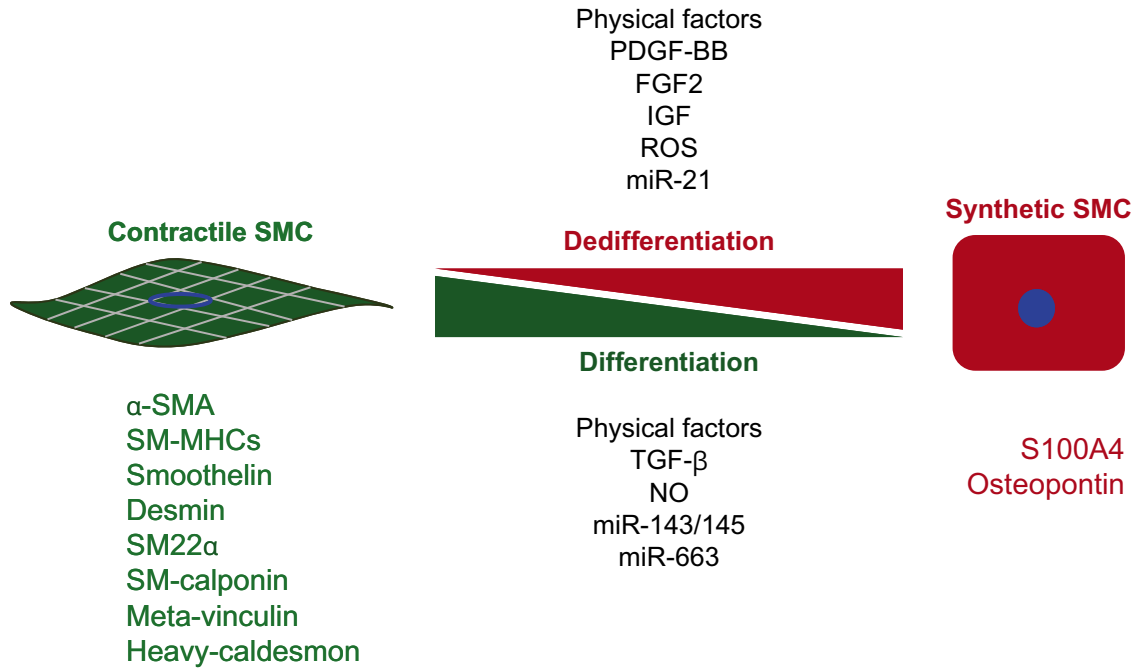 Physical factors
PDGF-BB
FGF2
IGF
ROS
miR-21
Contractile SMC
Dedifferentiation
Synthetic SMC
Differentiation
α-SMA
SM-MHCs
Smoothelin
Desmin
SM22α
SM-calponin
Meta-vinculin
Heavy-caldesmon
Physical factors
TGF-β
NO
miR-143/145
miR-663
S100A4
Osteopontin